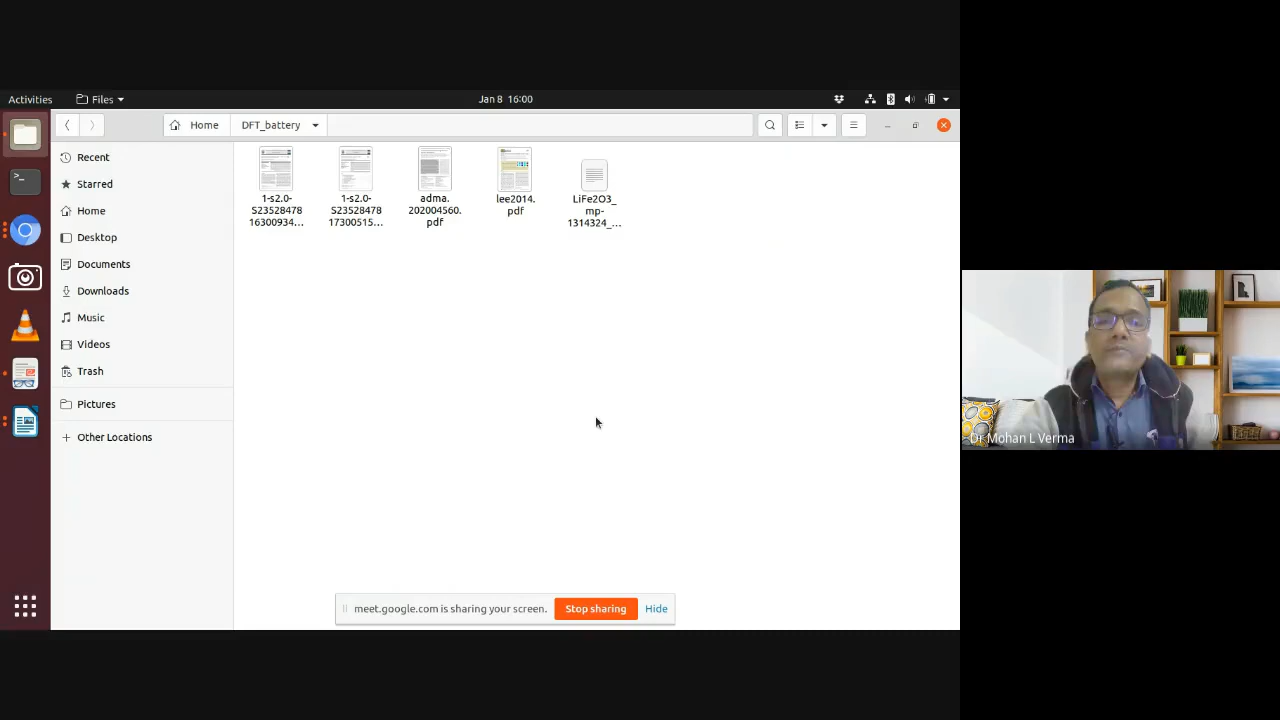 Activities
Files
Jan 8 16:00
Home
DFT_battery
Recent
Starred
Home
Desktop
Documents
Downloads
Music
Videos
Trash
Pictures
Other Locations
1-s2.0-
S23528478
16300934...
1-s2.0-
S23528478
17300515...
adma.
202004560.
pdf
lee2014.
pdf
LiFe2O3_
mp-
1314324_...
Dr Mohan L Verma
meet.google.com is sharing your screen.
Stop sharing
Hide